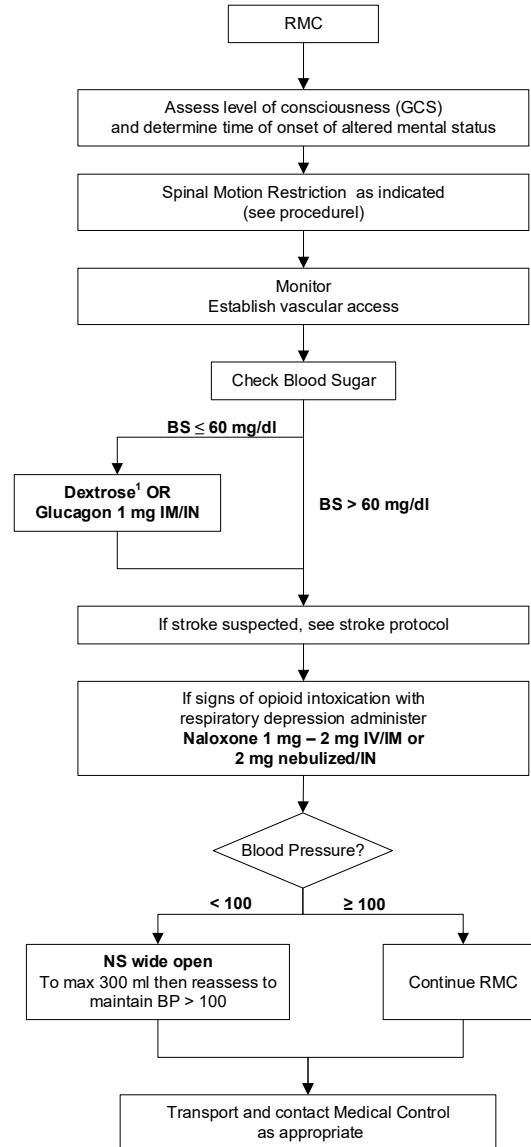 RMC
Assess level of consciousness (GCS)
and determine time of onset of altered mental status
Spinal Motion Restriction as indicated
(see procedurel)
Monitor
Establish vascular access
Check Blood Sugar
BS ≤ 60 mg/dl
Dextrose¹ OR
Glucagon 1 mg IM/IN
BS > 60 mg/dl
If stroke suspected, see stroke protocol
If signs of opioid intoxication with
respiratory depression administer
Naloxone 1 mg – 2 mg IV/IM or
2 mg nebulized/IN
Blood Pressure?
< 100
≥ 100
NS wide open
To max 300 ml then reassess to
maintain BP > 100
Continue RMC
Transport and contact Medical Control
as appropriate